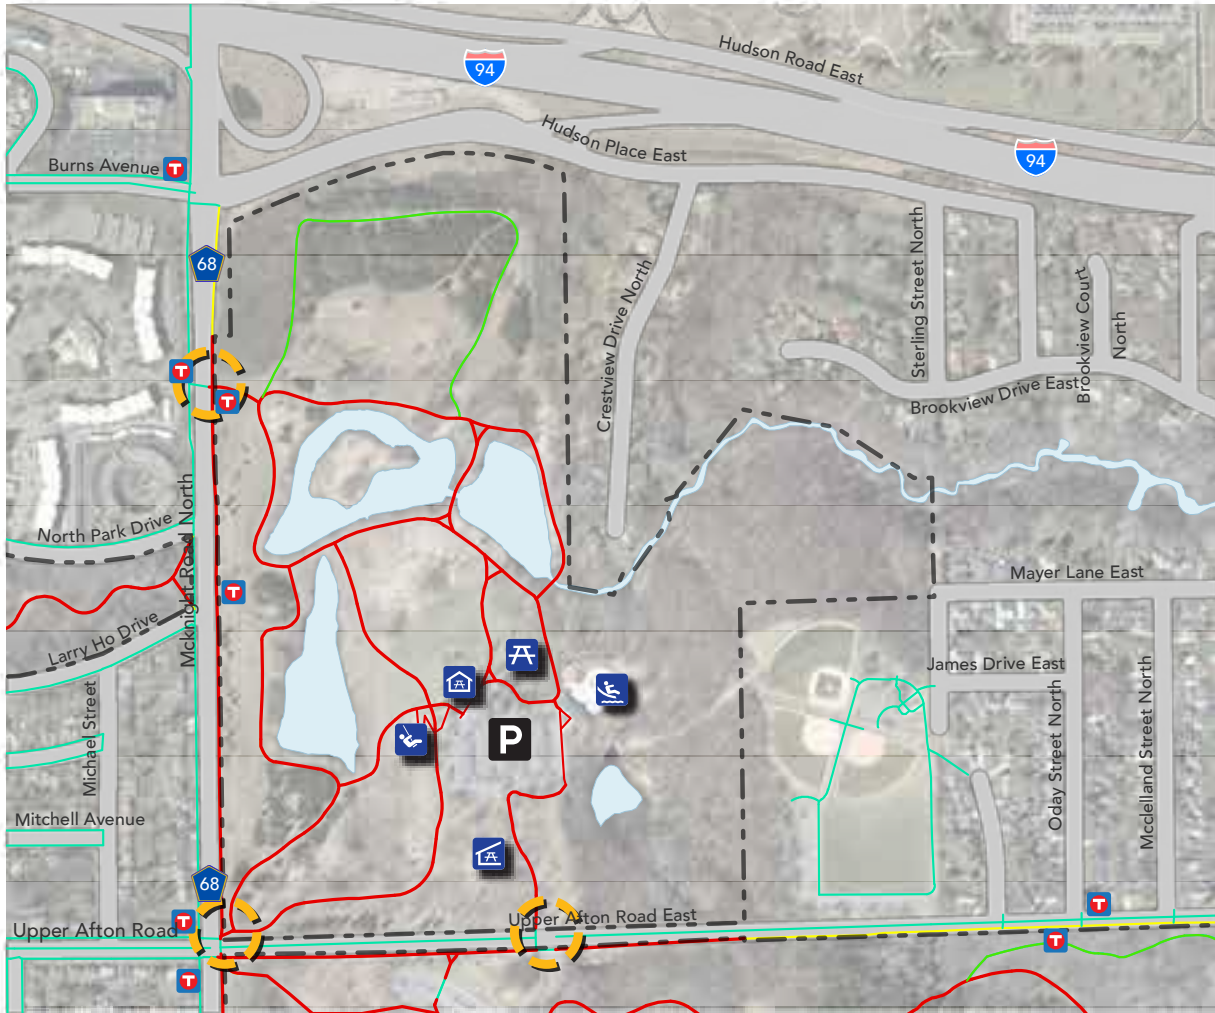 Hudson Road East
94
Hudson Place East
94
Burns Avenue
T
68
Crestview Drive North
Sterling Street North
Brookview Court
North
Brookview Drive East
T
T
North Park Drive
Mcknight Road North
T
Larry Ho Drive
Mayer Lane East
James Drive East
Michael Street
P
Oday Street North
Mcclelland Street North
Mitchell Avenue
68
T
Upper Afton Road
Upper Afton Road East
T
T
T